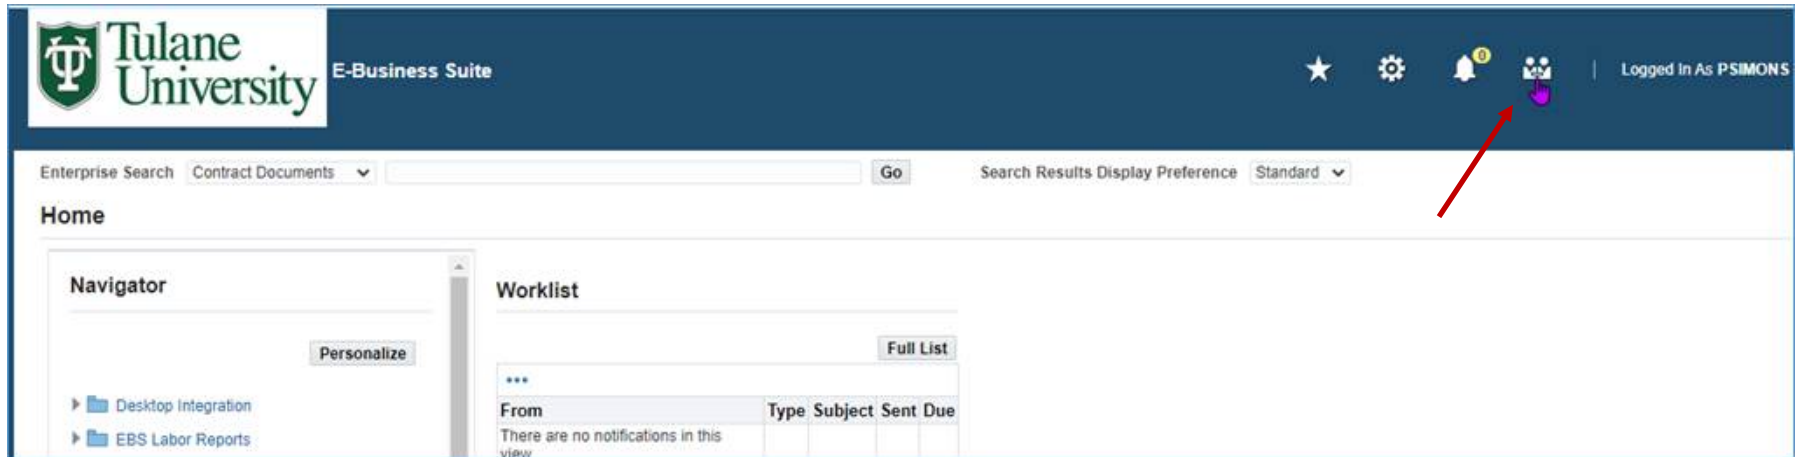 Tulane
University
E-Business Suite
0
Logged In As PSIMONS
Enterprise Search Contract Documents Go Search Results Display Preference Standard
Home
Navigator
Personalize
Desktop Integration
EBS Labor Reports
Worklist
Full List
From Type Subject Sent Due
There are no notifications in this
view